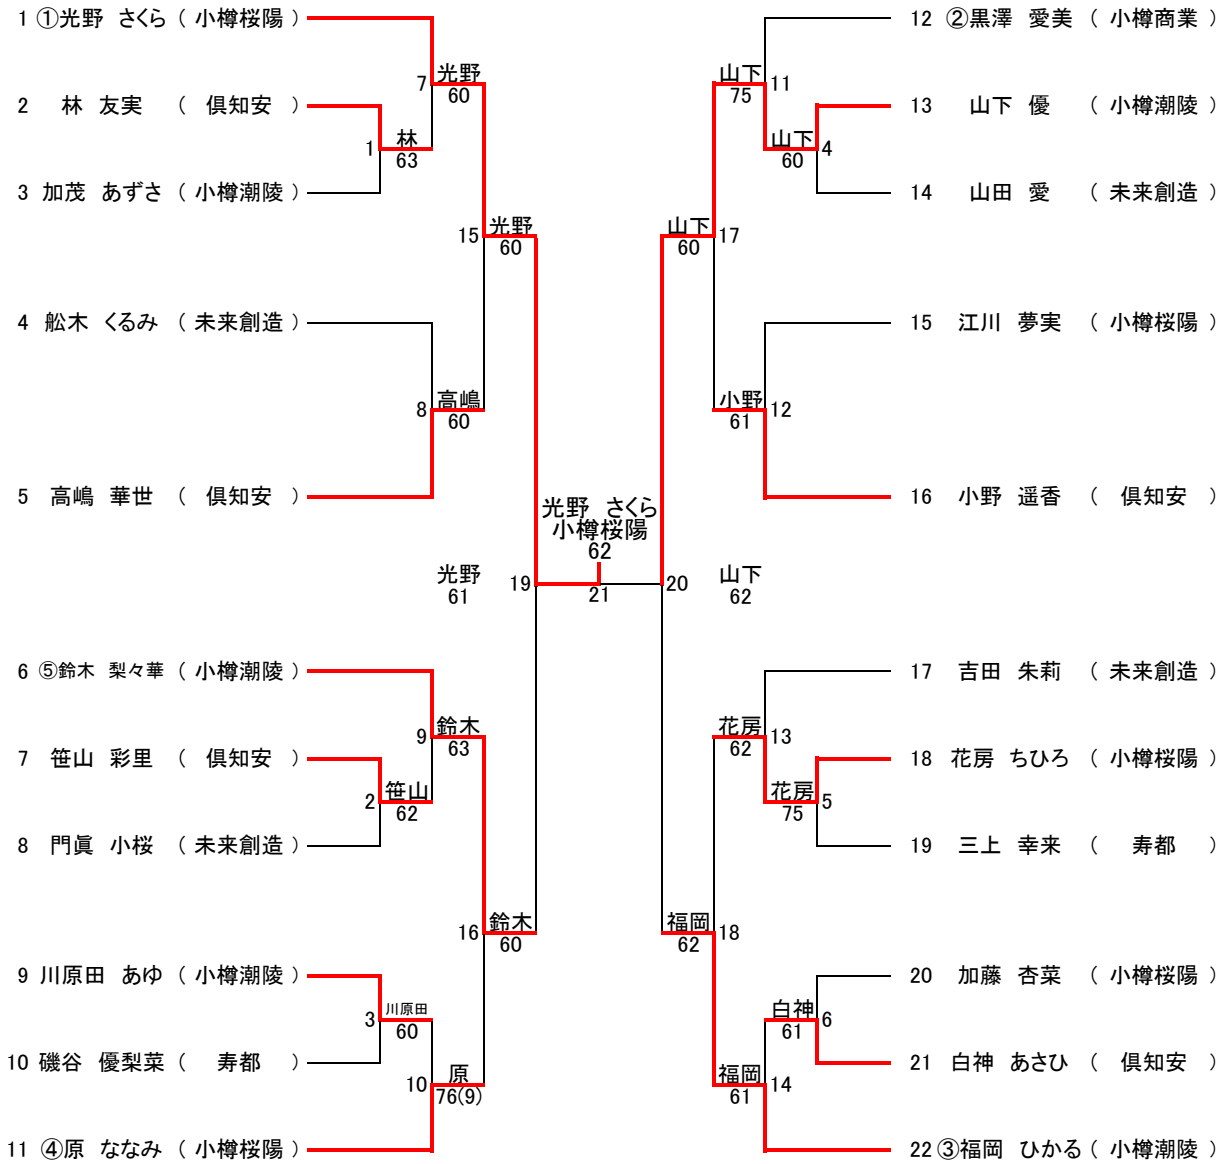 1 ①光野 さくら ( 小樽桜陽 )
2 林 友実 ( 倶知安 )
3 加茂 あずさ ( 小樽潮陵 )
4 舩木 くるみ ( 未来創造 )
5 高嶋 華世 ( 倶知安 )
6 ⑤鈴木 梨々華 ( 小樽潮陵 )
7 笹山 彩里 ( 倶知安 )
8 門眞 小桜 ( 未来創造 )
9 川原田 あゆ ( 小樽潮陵 )
10 磯谷 優梨菜 ( 寿都 )
11 ④原 ななみ ( 小樽桜陽 )
7 光野
60
1 林
63
15 光野
60
8 高嶋
60
光野
61
19
9 鈴木
63
2 笹山
62
16 鈴木
60
3 川原田
60
10 原
76(9)
光野 さくら
小樽桜陽
62
21
山下 11
75
山下 4
60
山下 17
60
小野 12
61
20
山下
62
花房 13
62
花房 5
75
福岡 18
62
白神 6
61
福岡 14
61
12 ②黒澤 愛美 ( 小樽商業 )
13 山下 優 ( 小樽潮陵 )
14 山田 愛 ( 未来創造 )
15 江川 夢実 ( 小樽桜陽 )
16 小野 遥香 ( 倶知安 )
17 吉田 朱莉 ( 未来創造 )
18 花房 ちひろ ( 小樽桜陽 )
19 三上 幸来 ( 寿都 )
20 加藤 杏菜 ( 小樽桜陽 )
21 白神 あさひ ( 倶知安 )
22 ③福岡 ひかる ( 小樽潮陵 )